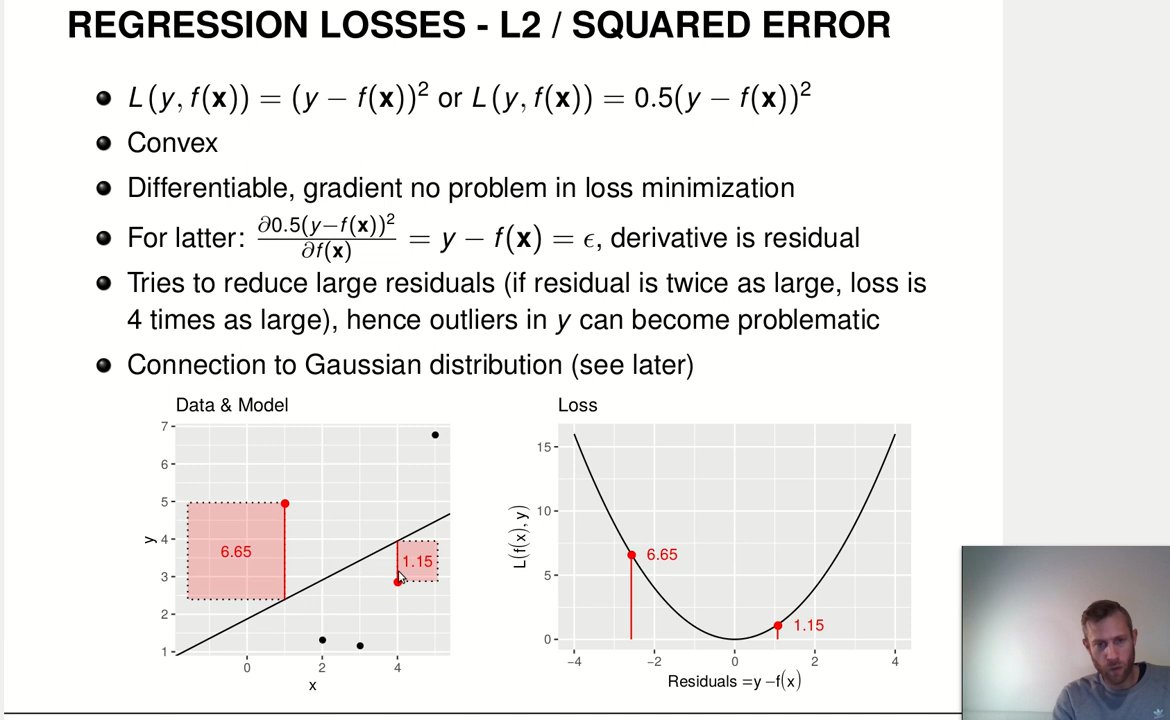 REGRESSION LOSSES - L2 / SQUARED ERROR
L(y, f(x)) = (y − f(x))² or L(y, f(x)) = 0.5(y − f(x))²
Convex
Differentiable, gradient no problem in loss minimization
For latter: ∂0.5(y−f(x))² / ∂f(x) = y − f(x) = ϵ, derivative is residual
Tries to reduce large residuals (if residual is twice as large, loss is
4 times as large), hence outliers in y can become problematic
Connection to Gaussian distribution (see later)
Data & Model
7
6
5
4
3
2
1
y
6.65
1.15
0 2 4
x
Loss
15
10
5
0
L(f(x), y)
6.65
1.15
−4 −2 0 2 4
Residuals =y −f(x)